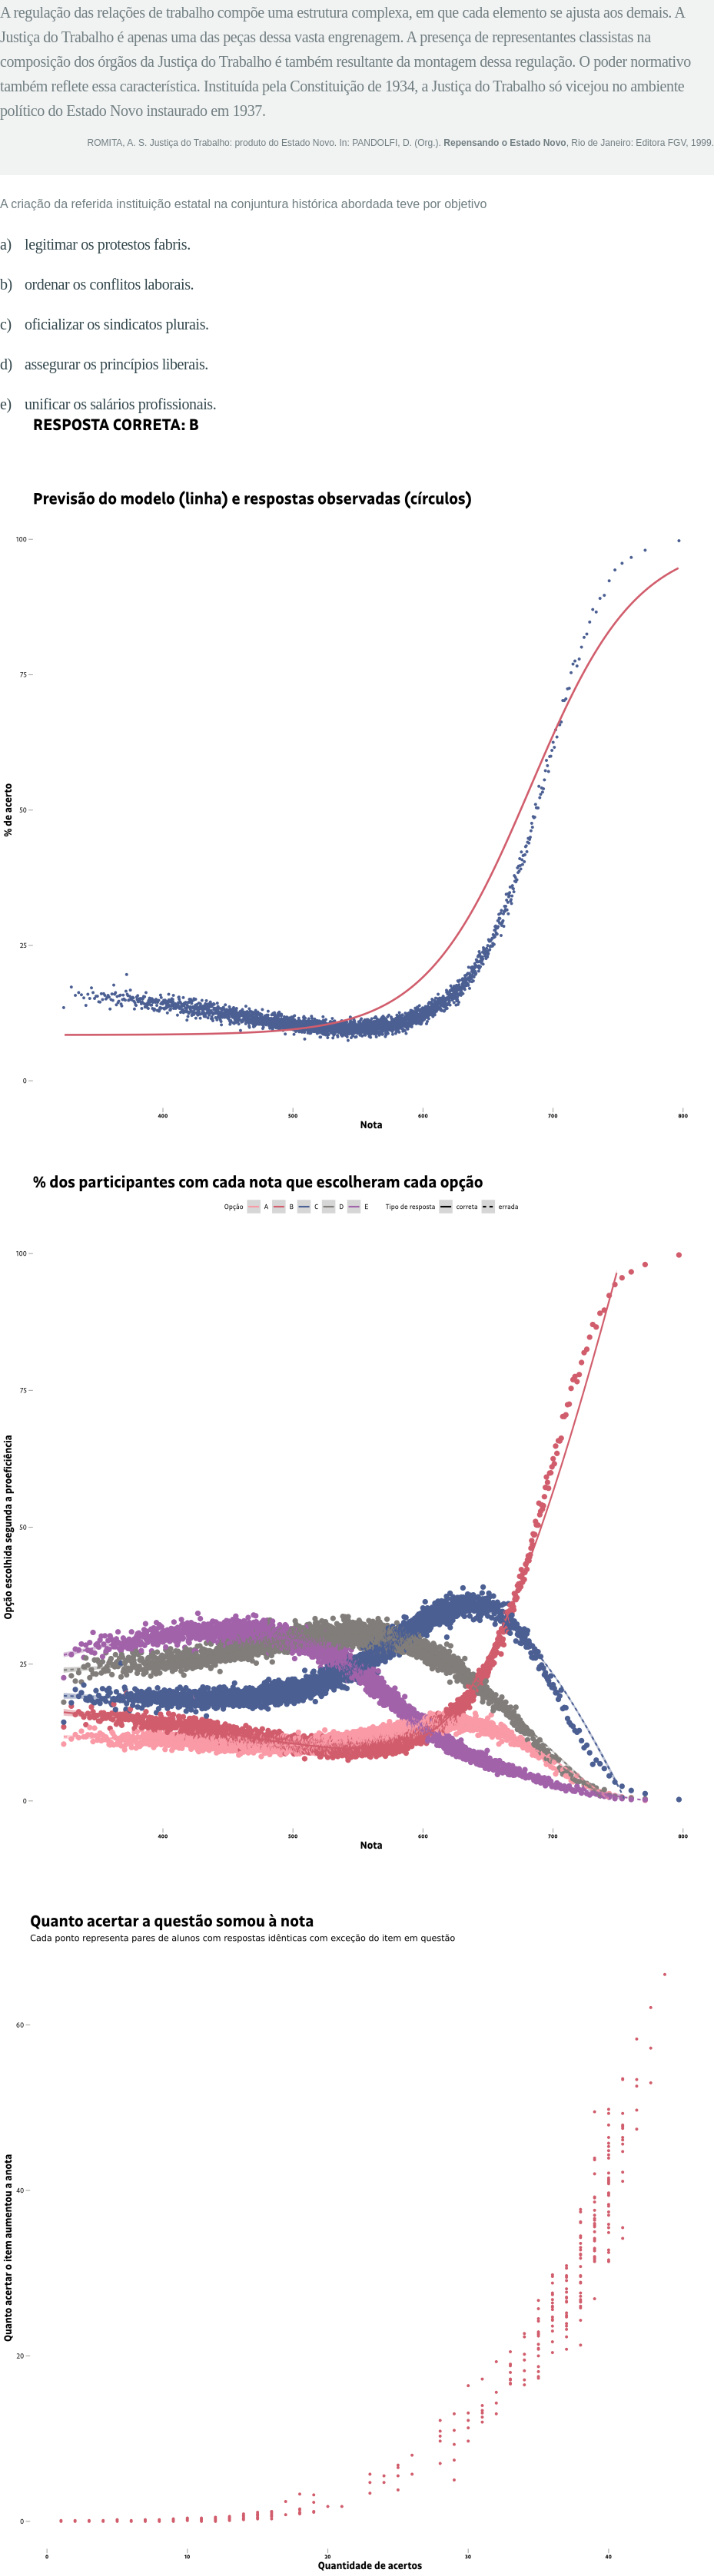 A regulação das relações de trabalho compõe uma estrutura complexa, em que cada elemento se ajusta aos demais. A
Justiça do Trabalho é apenas uma das peças dessa vasta engrenagem. A presença de representantes classistas na
composição dos órgãos da Justiça do Trabalho é também resultante da montagem dessa regulação. O poder normativo
também reflete essa característica. Instituída pela Constituição de 1934, a Justiça do Trabalho só vicejou no ambiente
político do Estado Novo instaurado em 1937.
ROMITA, A. S. Justiça do Trabalho: produto do Estado Novo. In: PANDOLFI, D. (Org.). Repensando o Estado Novo, Rio de Janeiro: Editora FGV, 1999.
A criação da referida instituição estatal na conjuntura histórica abordada teve por objetivo
a) legitimar os protestos fabris.
b) ordenar os conflitos laborais.
c) oficializar os sindicatos plurais.
d) assegurar os princípios liberais.
e) unificar os salários profissionais.
RESPOSTA CORRETA: B
Previsão do modelo (linha) e respostas observadas (círculos)
100
75
50
25
0
% de acerto
400 500 600 700 800
Nota
% dos participantes com cada nota que escolheram cada opção
Opção A B C D E Tipo de resposta correta errada
100
75
50
25
0
Opção escolhida segunda a proeficiência
400 500 600 700 800
Nota
Quanto acertar a questão somou à nota
Cada ponto representa pares de alunos com respostas idênticas com exceção do item em questão
60
40
20
0
Quanto acertar o item aumentou a anota
0 10 20 30 40
Quantidade de acertos